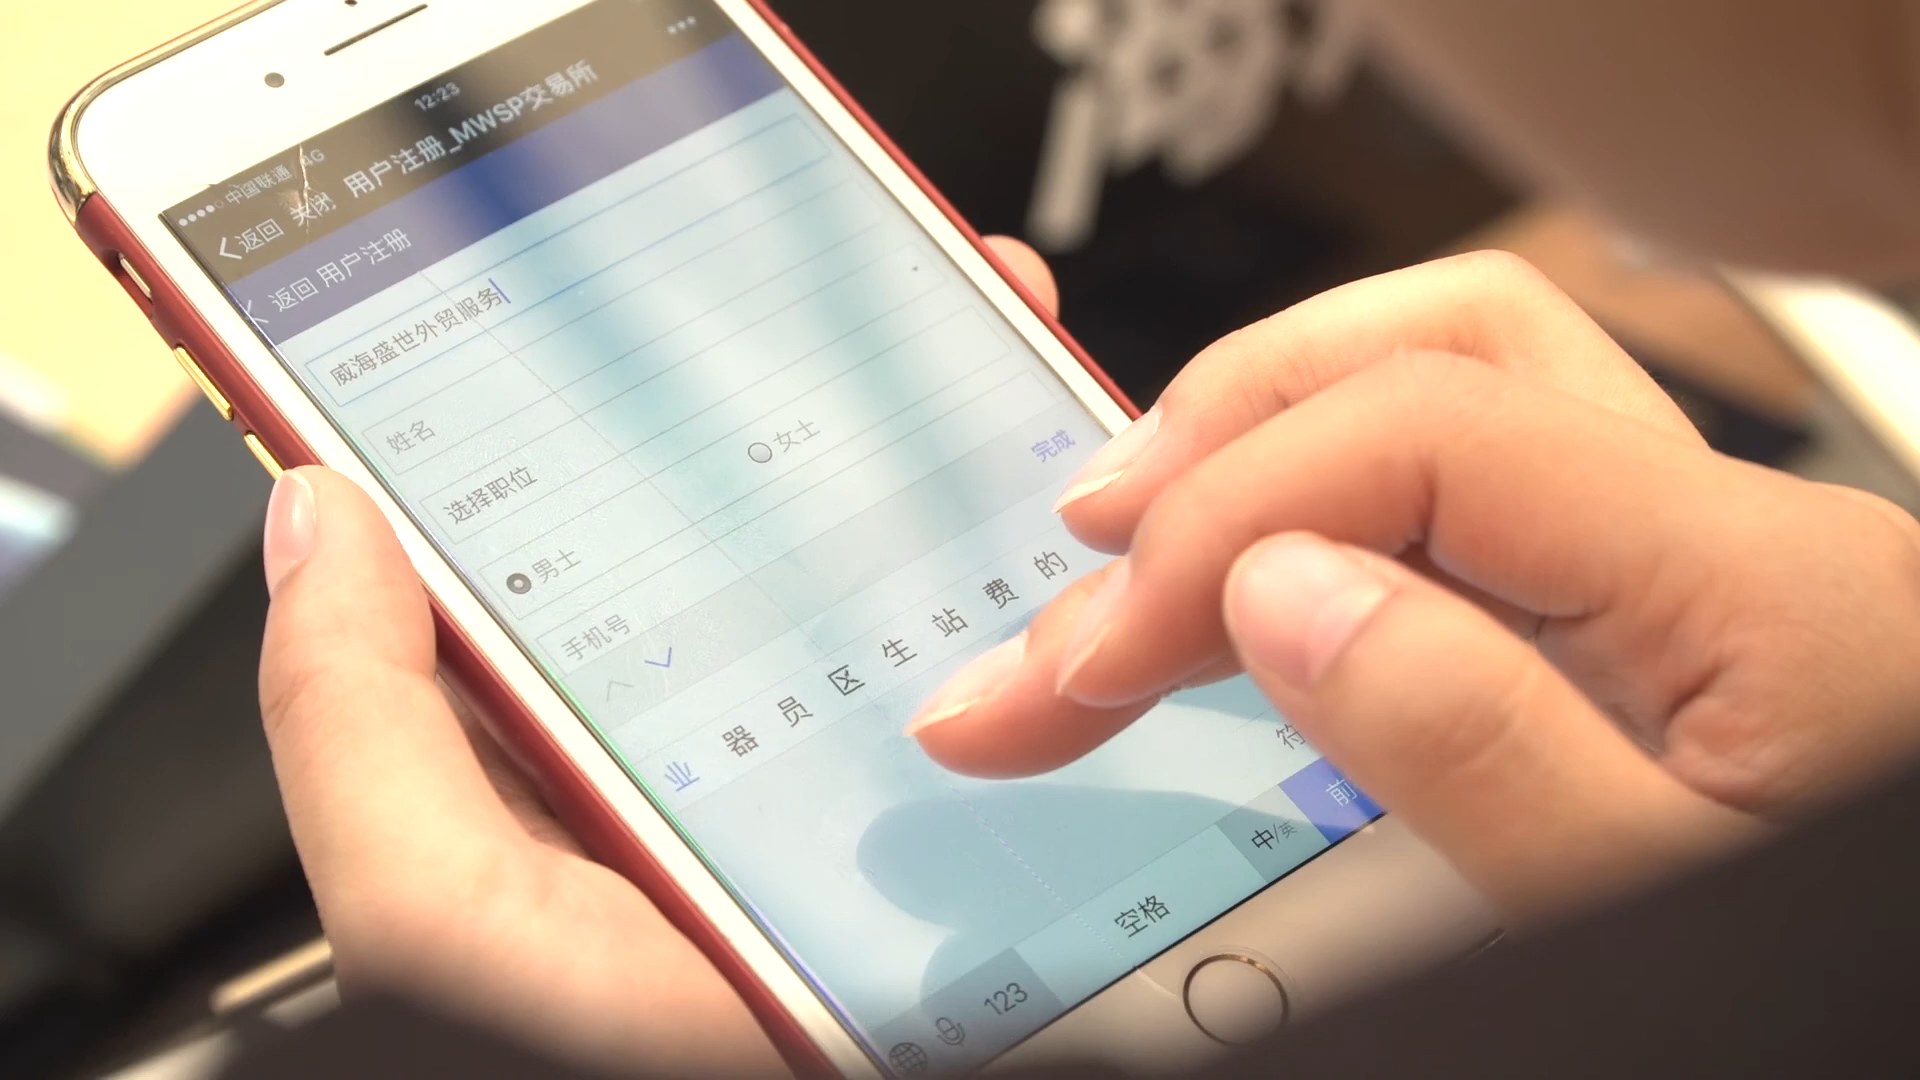 12:23
中国联通 4G
返回 关闭 用户注册_MWSP交易所
返回 用户注册
威海盛世外贸服务
姓名
选择职位
男士 女士
手机号
完成
业 器 员 区 生 站 费 的
符
123 空格 中/英 前